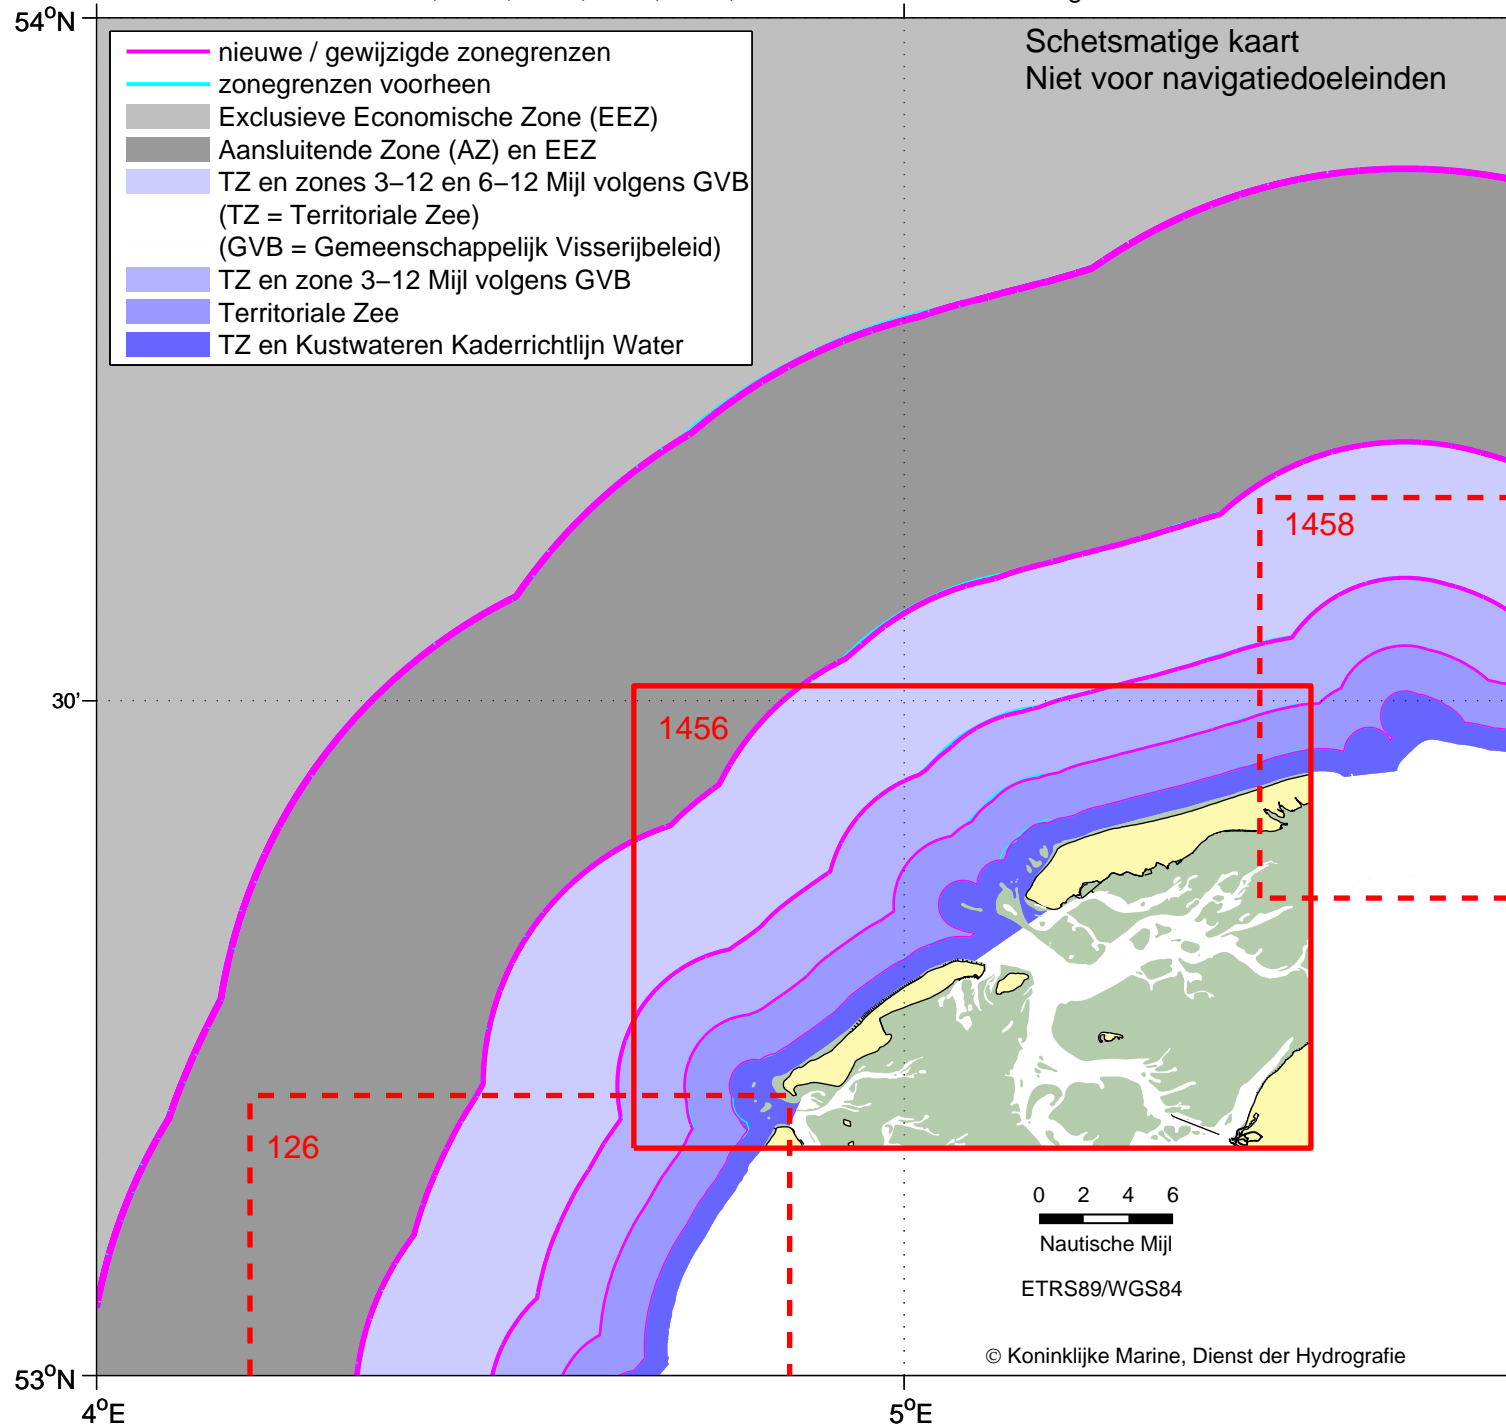 54°N
Schetsmatige kaart
Niet voor navigatiedoeleinden
nieuwe / gewijzigde zonegrenzen
zonegrenzen voorheen
Exclusieve Economische Zone (EEZ)
Aansluitende Zone (AZ) en EEZ
TZ en zones 3–12 en 6–12 Mijl volgens GVB
(TZ = Territoriale Zee)
(GVB = Gemeenschappelijk Visserijbeleid)
TZ en zone 3–12 Mijl volgens GVB
Territoriale Zee
TZ en Kustwateren Kaderrichtlijn Water
1458
30'
1456
126
0 2 4 6
Nautische Mijl
ETRS89/WGS84
© Koninklijke Marine, Dienst der Hydrografie
53°N
4°E
5°E